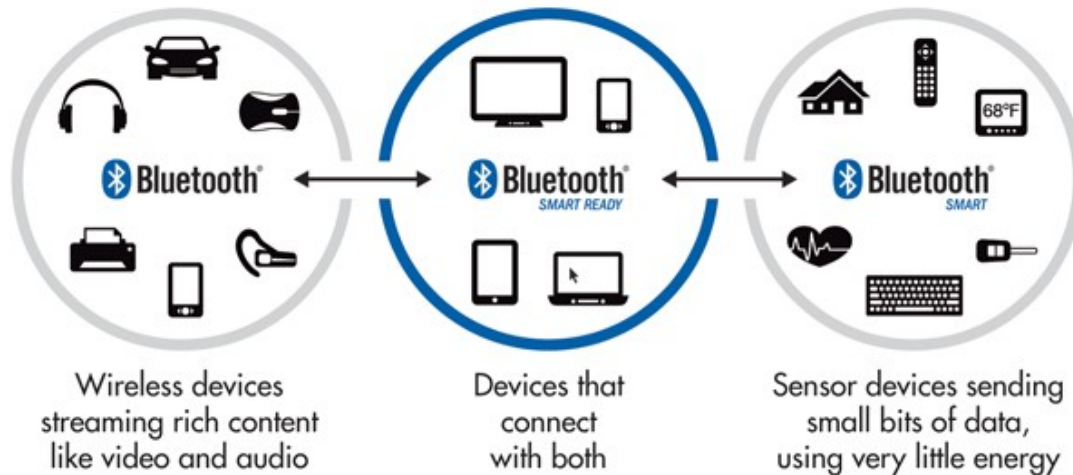 68°F
Bluetooth®
Bluetooth®
SMART READY
Bluetooth®
SMART
Wireless devices
streaming rich content
like video and audio
Devices that
connect
with both
Sensor devices sending
small bits of data,
using very little energy